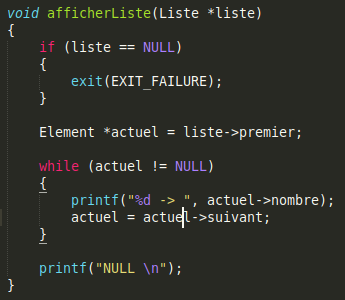 void afficherListe(Liste *liste)
{
    if (liste == NULL)
    {
        exit(EXIT_FAILURE);
    }
    Element *actuel = liste->premier;
    while (actuel != NULL)
    {
        printf("%d -> ", actuel->nombre);
        actuel = actuel->suivant;
    }
    printf("NULL \n");
}